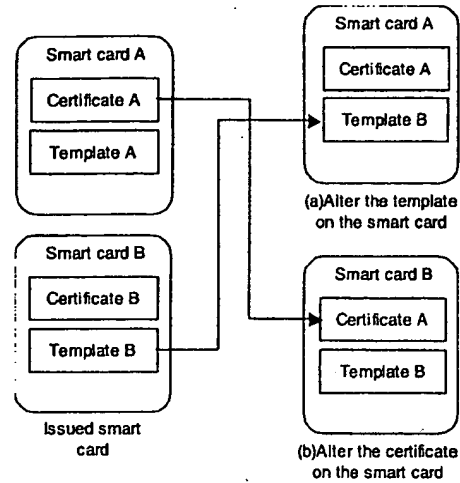 Smart card A
Certificate A
Template A
Smart card B
Certificate B
Template B
Issued smart
card
Smart card A
Certificate A
Template B
(a)Alter the template
on the smart card
Smart card B
Certificate A
Template B
(b)Alter the certificate
on the smart card